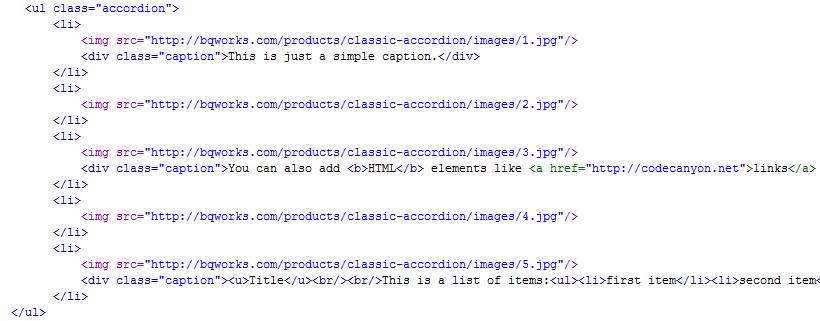 <ul class="accordion">
<li>
<img src="http://bqworks.com/products/classic-accordion/images/1.jpg"/>
<div class="caption">This is just a simple caption.</div>
</li>
<li>
<img src="http://bqworks.com/products/classic-accordion/images/2.jpg"/>
</li>
<li>
<img src="http://bqworks.com/products/classic-accordion/images/3.jpg"/>
<div class="caption">You can also add <b>HTML</b> elements like <a href="http://codecanyon.net">links</a>
</li>
<li>
<img src="http://bqworks.com/products/classic-accordion/images/4.jpg"/>
</li>
<li>
<img src="http://bqworks.com/products/classic-accordion/images/5.jpg"/>
<div class="caption"><u>Title</u><br/><br/>This is a list of items:<ul><li>first item</li><li>second item<
</li>
</ul>